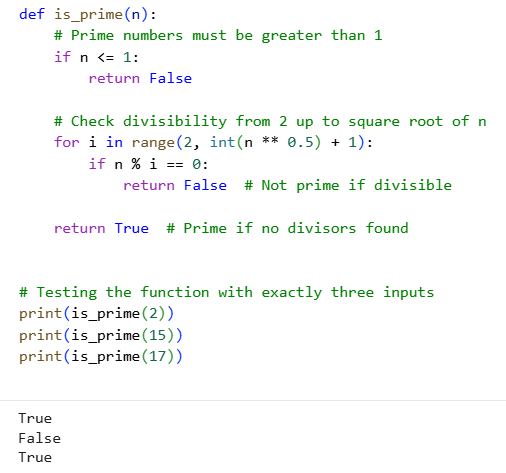 def is_prime(n):
    # Prime numbers must be greater than 1
    if n <= 1:
        return False

    # Check divisibility from 2 up to square root of n
    for i in range(2, int(n ** 0.5) + 1):
        if n % i == 0:
            return False  # Not prime if divisible

    return True  # Prime if no divisors found


# Testing the function with exactly three inputs
print(is_prime(2))
print(is_prime(15))
print(is_prime(17))

True
False
True